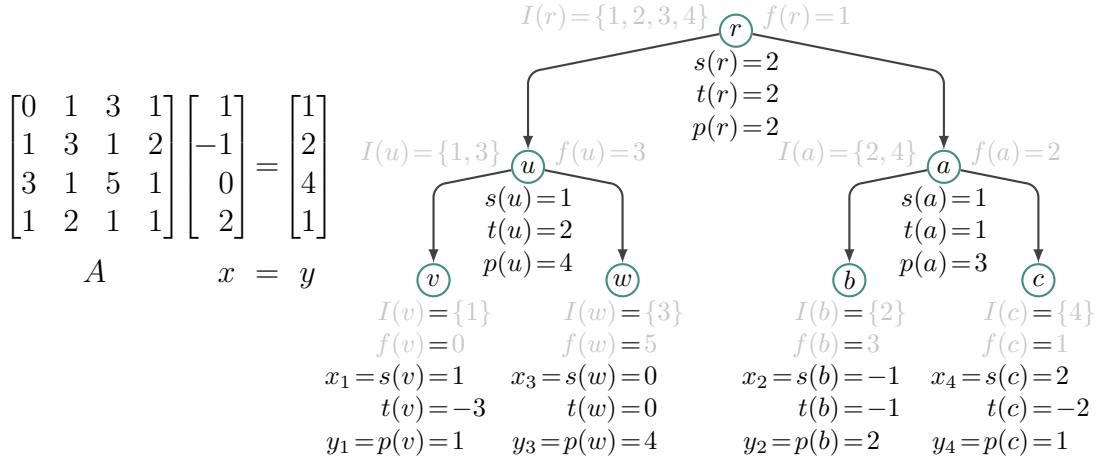 I(r)={1, 2, 3, 4} r f(r)=1
s(r)=2
t(r)=2
p(r)=2
0 1 3 1 1 1
1 3 1 2 −1 = 2
3 1 5 1 0 4
1 2 1 1 2 1
A x = y
I(u)={1, 3} u f(u)=3
s(u)=1
t(u)=2
p(u)=4
I(a)={2, 4} a f(a)=2
s(a)=1
t(a)=1
p(a)=3
v
I(v)={1}
f(v)=0
x₁=s(v)=1
t(v)=−3
y₁=p(v)=1
w
I(w)={3}
f(w)=5
x₃=s(w)=0
t(w)=0
y₃=p(w)=4
b
I(b)={2}
f(b)=3
x₂=s(b)=−1
t(b)=−1
y₂=p(b)=2
c
I(c)={4}
f(c)=1
x₄=s(c)=2
t(c)=−2
y₄=p(c)=1